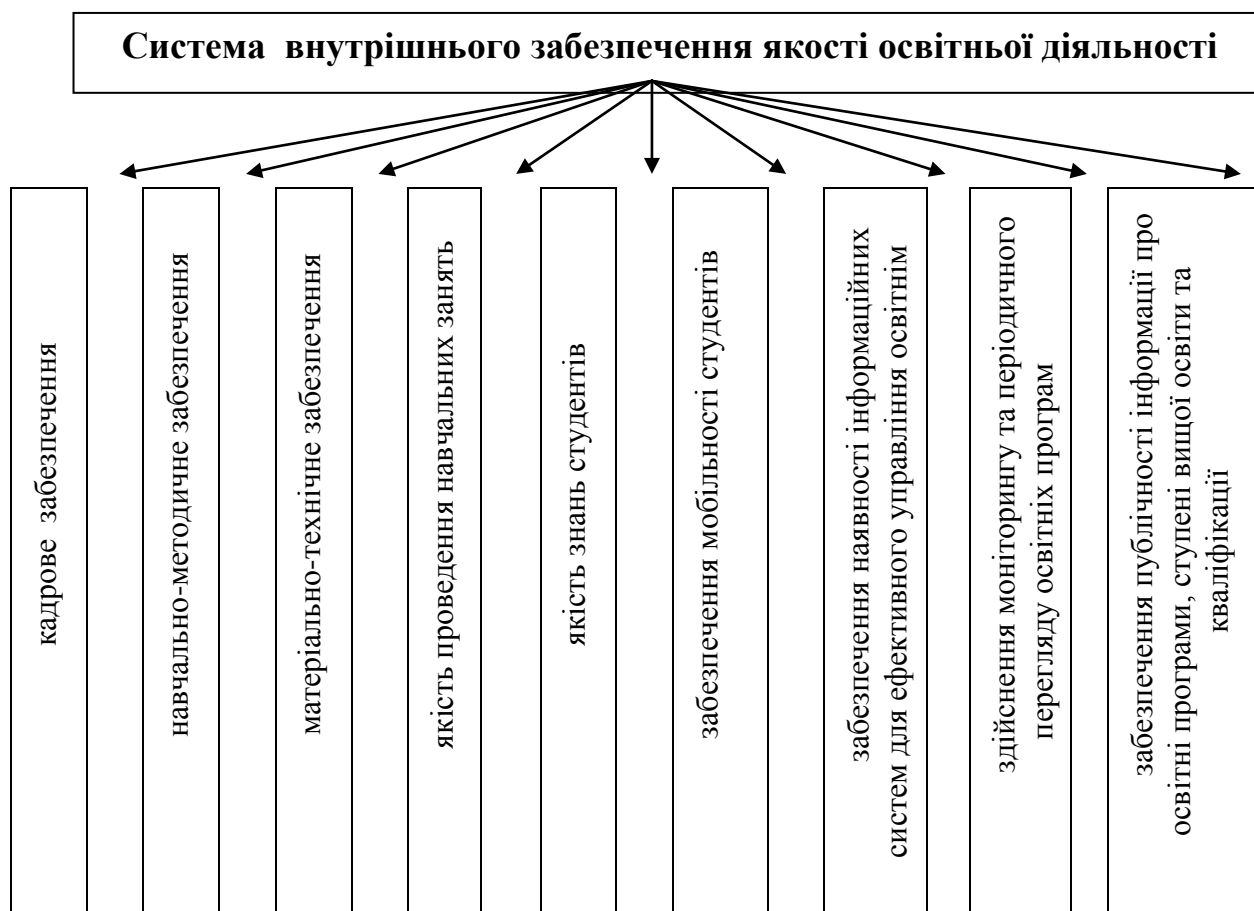 Система внутрішнього забезпечення якості освітньої діяльності
кадрове забезпечення
навчально-методичне забезпечення
матеріально-технічне забезпечення
якість проведення навчальних занять
якість знань студентів
забезпечення мобільності студентів
забезпечення наявності інформаційних
систем для ефективного управління освітнім
здійснення моніторингу та періодичного
перегляду освітніх програм
забезпечення публічності інформації про
освітні програми, ступені вищої освіти та
кваліфікації